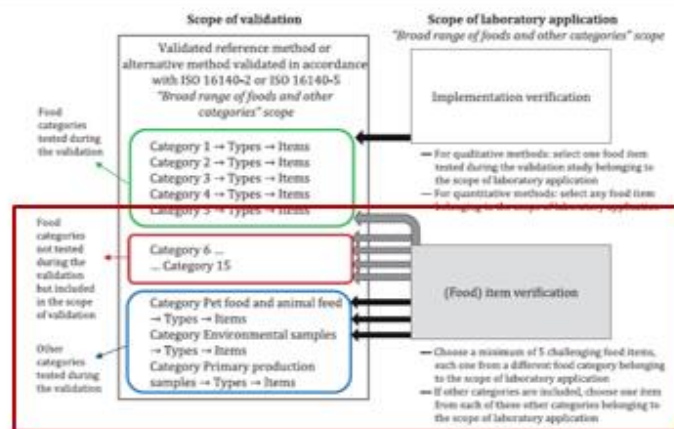 Scope of validation
Scope of laboratory application
"Broad range of foods and other categories" scope
Validated reference method or
alternative method validated in accordance
with ISO 16140-2 or ISO 16140-5
"Broad range of foods and other
categories" scope
Implementation verification
Food
categories
tested during
the validation
Category 1 → Types → Items
Category 2 → Types → Items
Category 3 → Types → Items
Category 4 → Types → Items
Category 5 → Types → Items
— For qualitative methods: select one food item
tested during the validation study belonging to
the scope of laboratory application
— For quantitative methods: select any food item
belonging to the scope of laboratory application
Food
categories
not tested
during the
validation
but included
in the scope
of validation
Category 6 ...
... Category 15
(Food) item verification
Other
categories
tested during
the validation
Category Pet food and animal feed
→ Types → Items
Category Environmental samples
→ Types → Items
Category Primary production
samples → Types → Items
— Choose a minimum of 5 challenging food items,
each one from a different food category belonging
to the scope of laboratory application
— If other categories are included, choose one item
from each of those other categories belonging to
the scope of laboratory application